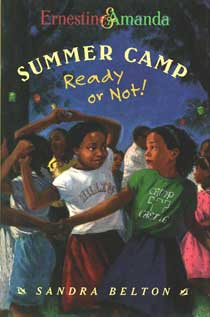 Ernestine & Amanda
SUMMER CAMP
Ready
or Not!
SANDRA BELTON